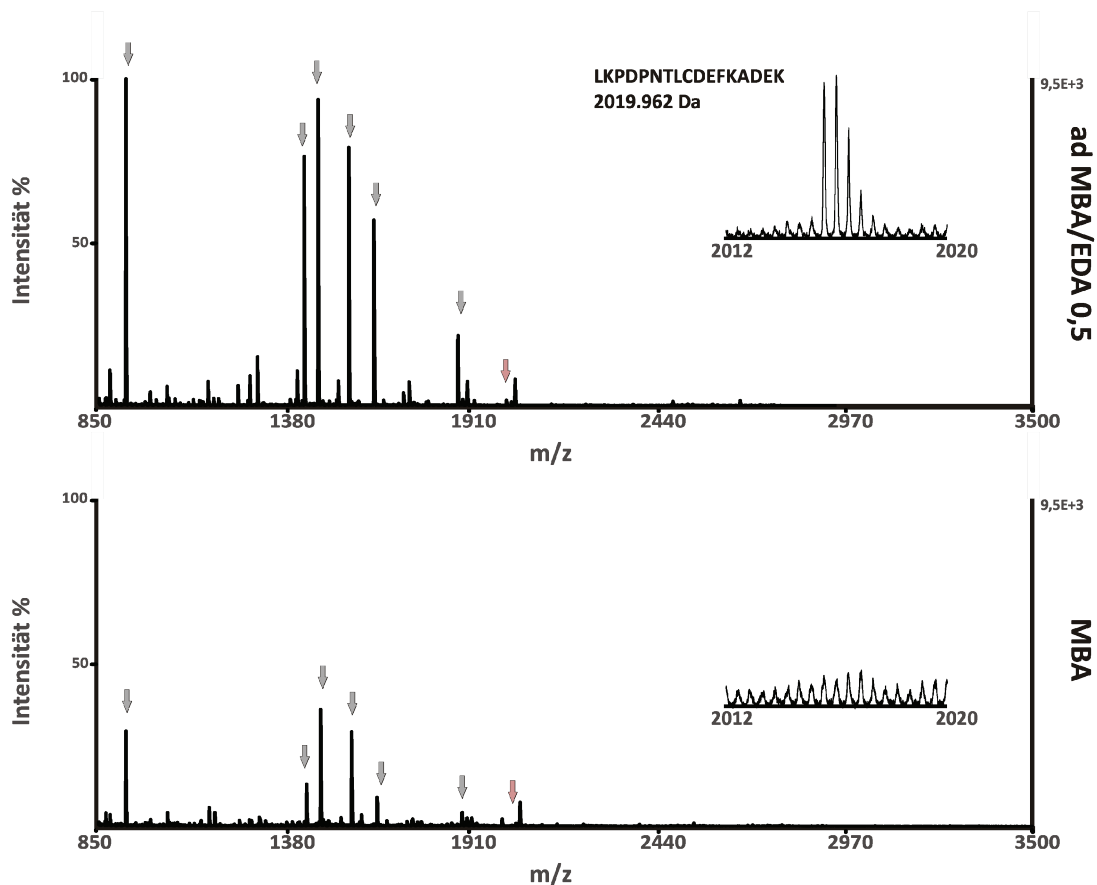 100
50
Intensität %
LKPDPNTLCDEFKADEK
2019.962 Da
2012
2020
9,5E+3
ad MBA/EDA 0,5
850
1380
1910
2440
2970
3500
m/z
100
50
Intensität %
2012
2020
9,5E+3
MBA
850
1380
1910
2440
2970
3500
m/z